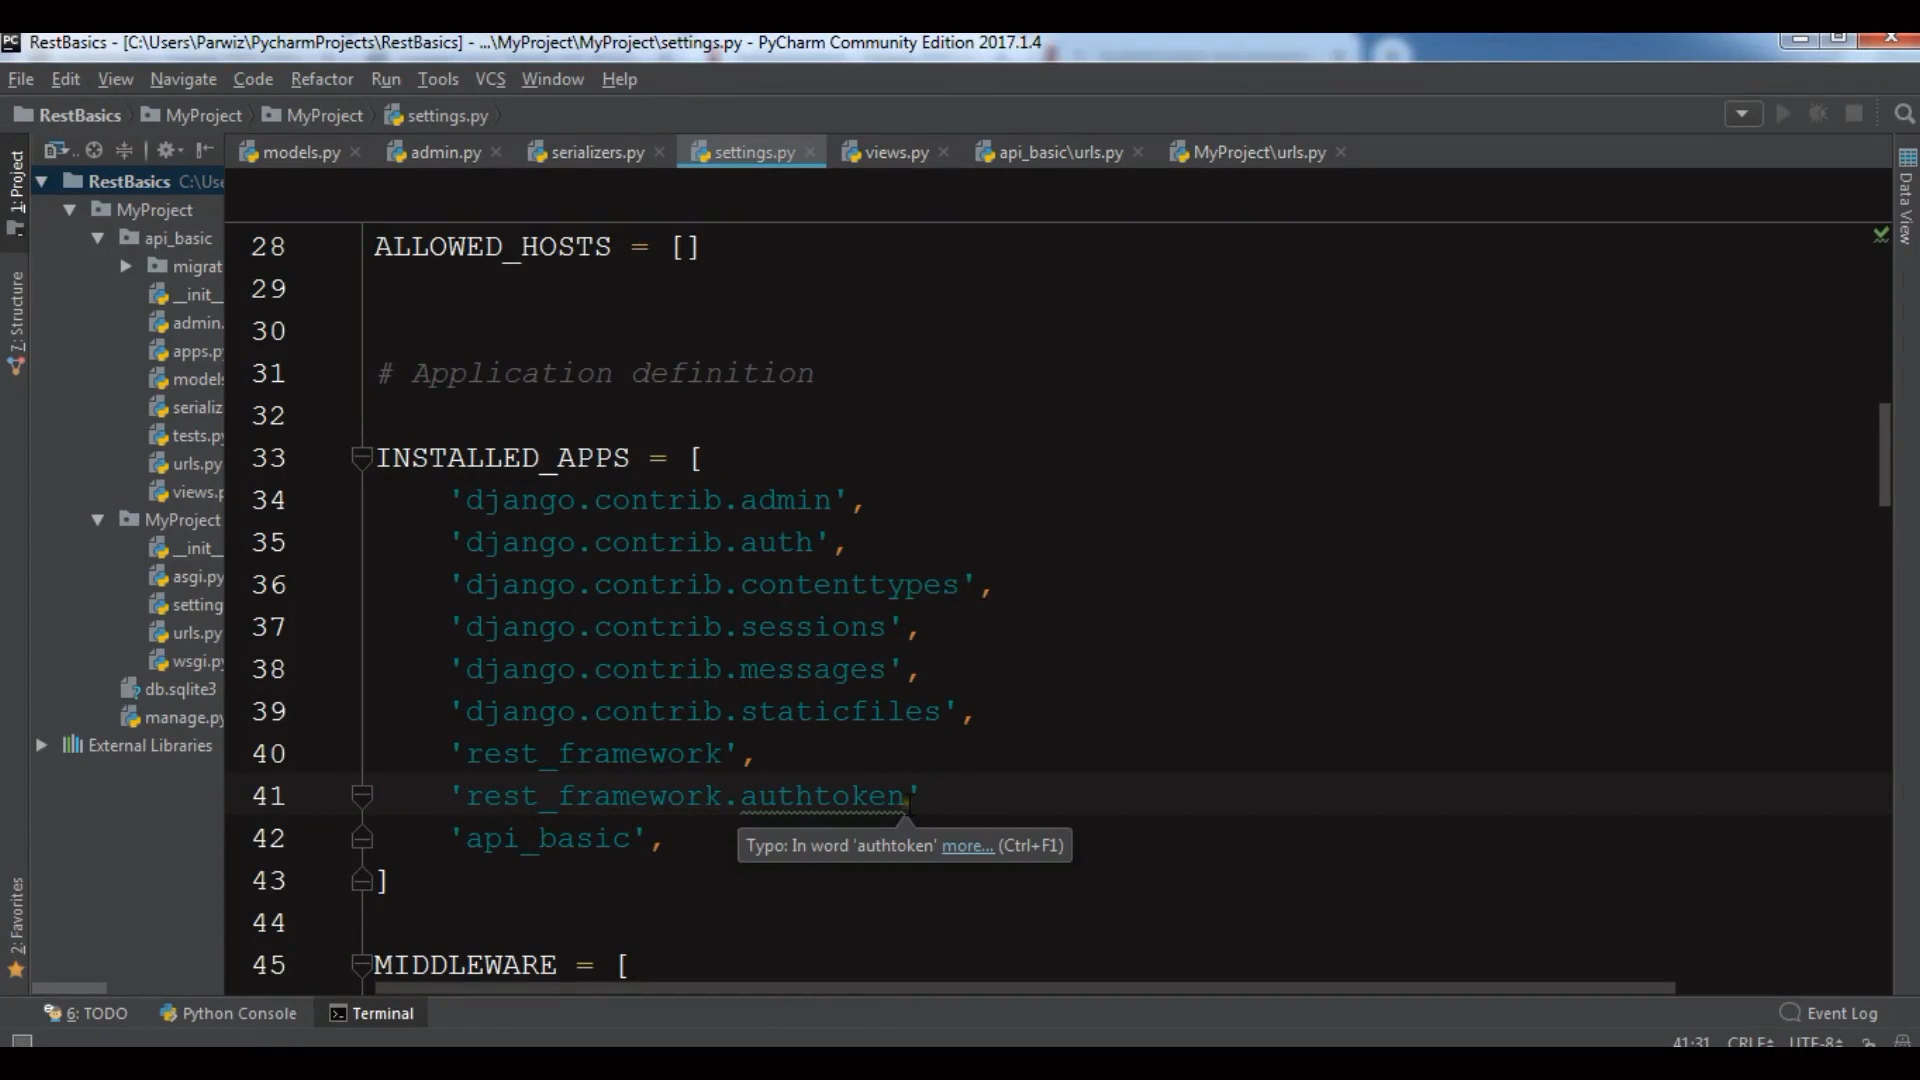 PC RestBasics - [C:\Users\Parwiz\PycharmProjects\RestBasics] - ...\MyProject\MyProject\settings.py - PyCharm Community Edition 2017.1.4
File Edit View Navigate Code Refactor Run Tools VCS Window Help
RestBasics MyProject MyProject settings.py
models.py admin.py serializers.py settings.py views.py api_basic\urls.py MyProject\urls.py
1: Project
7: Structure
2: Favorites
RestBasics C:\Use
MyProject
api_basic
migrat
__init__
admin.
apps.p
models
serializ
tests.py
urls.py
views.p
MyProject
__init__
asgi.py
setting
urls.py
wsgi.py
db.sqlite3
manage.py
External Libraries
28 ALLOWED_HOSTS = []
29
30
31 # Application definition
32
33 INSTALLED_APPS = [
34 'django.contrib.admin',
35 'django.contrib.auth',
36 'django.contrib.contenttypes',
37 'django.contrib.sessions',
38 'django.contrib.messages',
39 'django.contrib.staticfiles',
40 'rest_framework',
41 'rest_framework.authtoken'
42 'api_basic',
Typo: In word 'authtoken' more... (Ctrl+F1)
43 ]
44
45 MIDDLEWARE = [
Data View
6: TODO Python Console Terminal Event Log
41:31 CRLF UTF-8